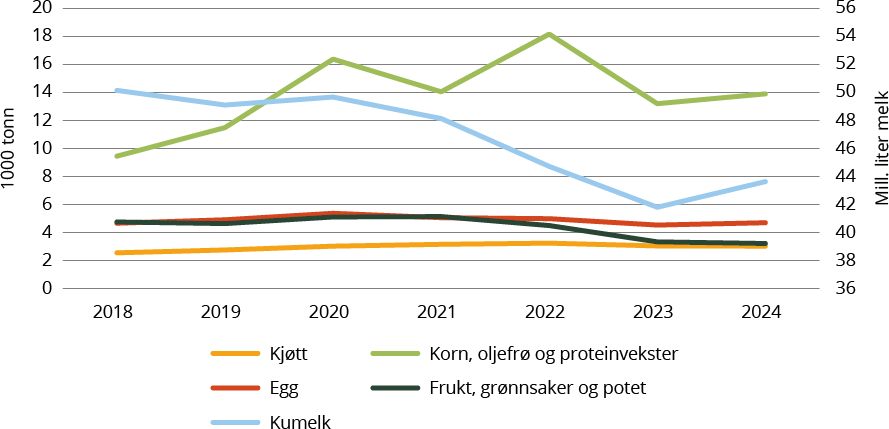 20
18
16
14
12
10
8
6
4
2
0
1000 tonn
56
54
52
50
48
46
44
42
40
38
36
Mill. liter melk
2018 2019 2020 2021 2022 2023 2024
Kjøtt
Korn, oljefrø og proteinvekster
Egg
Frukt, grønnsaker og potet
Kumelk